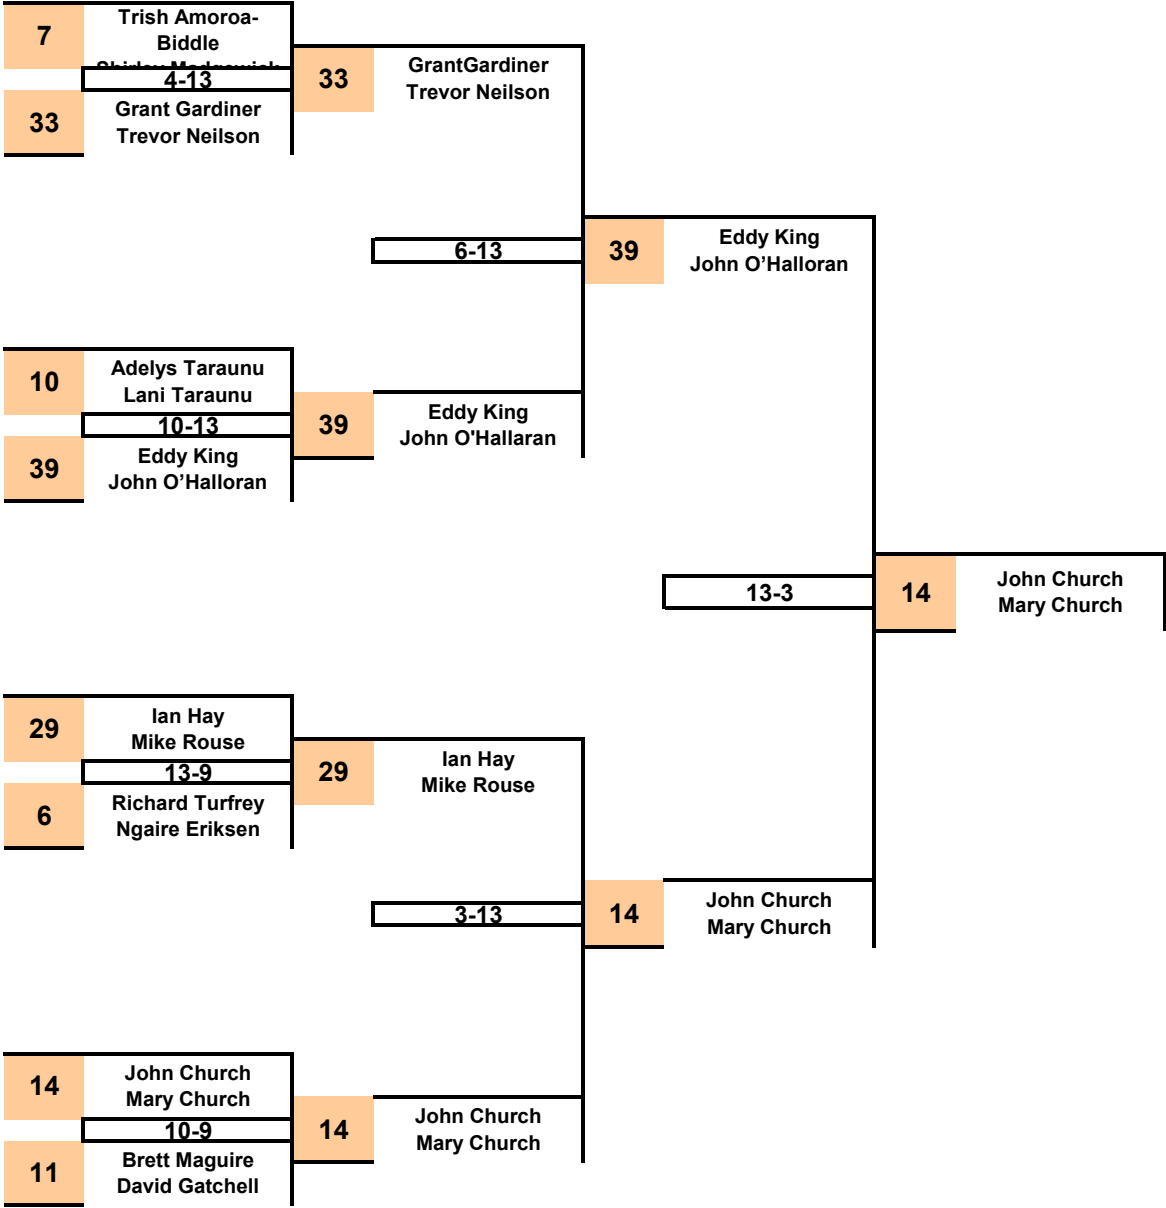 7
Trish Amoroa-
Biddle
4-13
33
Grant Gardiner
Trevor Neilson
33
GrantGardiner
Trevor Neilson
6-13
39
Eddy King
John O’Halloran
10
Adelys Taraunu
Lani Taraunu
10-13
39
Eddy King
John O’Halloran
39
Eddy King
John O'Hallaran
13-3
14
John Church
Mary Church
29
Ian Hay
Mike Rouse
13-9
6
Richard Turfrey
Ngaire Eriksen
29
Ian Hay
Mike Rouse
3-13
14
John Church
Mary Church
14
John Church
Mary Church
10-9
11
Brett Maguire
David Gatchell
14
John Church
Mary Church